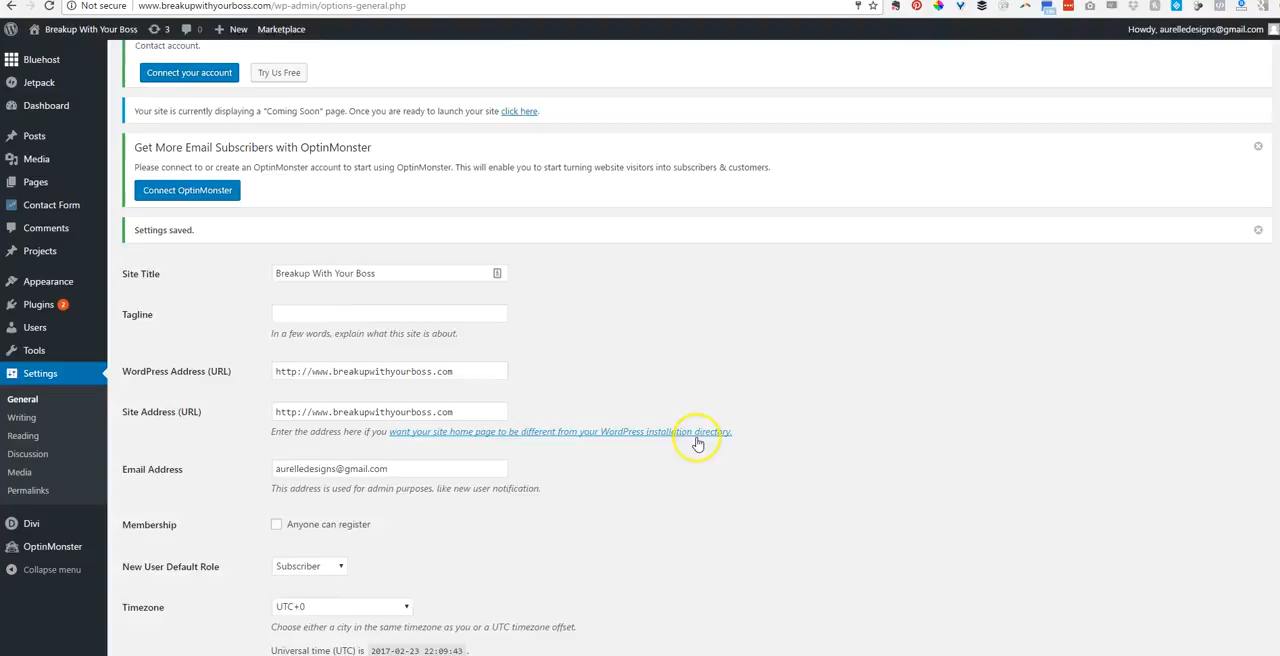 Not secure | www.breakupwithyourboss.com/wp-admin/options-general.php
Breakup With Your Boss 3 0 New Marketplace Howdy, aurelledesigns@gmail.com
Bluehost
Jetpack
Dashboard
Posts
Media
Pages
Contact Form
Comments
Projects
Appearance
Plugins 2
Users
Tools
Settings
General
Writing
Reading
Discussion
Media
Permalinks
Divi
OptinMonster
Collapse menu
Contact account.
Connect your account Try Us Free
Your site is currently displaying a "Coming Soon" page. Once you are ready to launch your site click here.
Get More Email Subscribers with OptinMonster
Please connect to or create an OptinMonster account to start using OptinMonster. This will enable you to start turning website visitors into subscribers & customers.
Connect OptinMonster
Settings saved.
Site Title Breakup With Your Boss
Tagline
In a few words, explain what this site is about.
WordPress Address (URL) http://www.breakupwithyourboss.com
Site Address (URL) http://www.breakupwithyourboss.com
Enter the address here if you want your site home page to be different from your WordPress installation directory.
Email Address aurelledesigns@gmail.com
This address is used for admin purposes, like new user notification.
Membership Anyone can register
New User Default Role Subscriber
Timezone UTC+0
Choose either a city in the same timezone as you or a UTC timezone offset.
Universal time (UTC) is 2017-02-23 22:09:43.